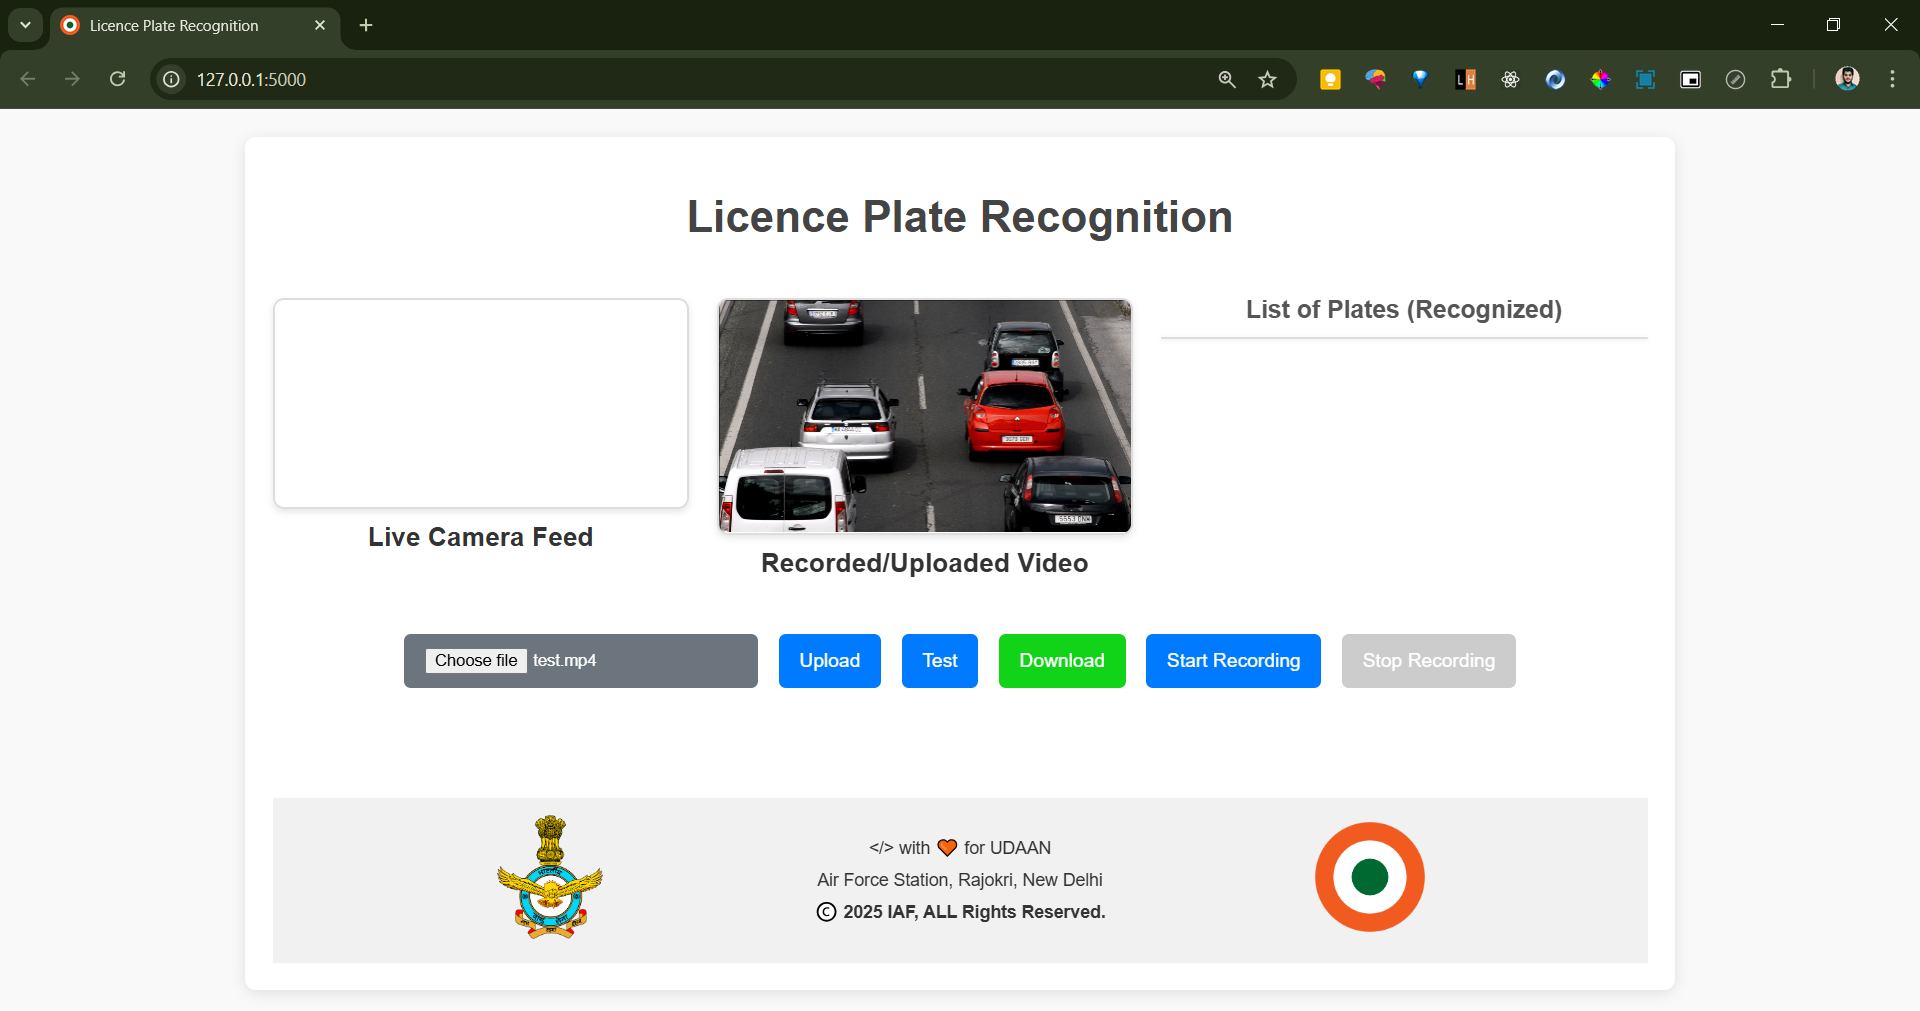 Licence Plate Recognition
127.0.0.1:5000
Licence Plate Recognition
Live Camera Feed
Recorded/Uploaded Video
List of Plates (Recognized)
Choose file test.mp4
Upload
Test
Download
Start Recording
Stop Recording
</> with 🧡 for UDAAN
Air Force Station, Rajokri, New Delhi
© 2025 IAF, ALL Rights Reserved.